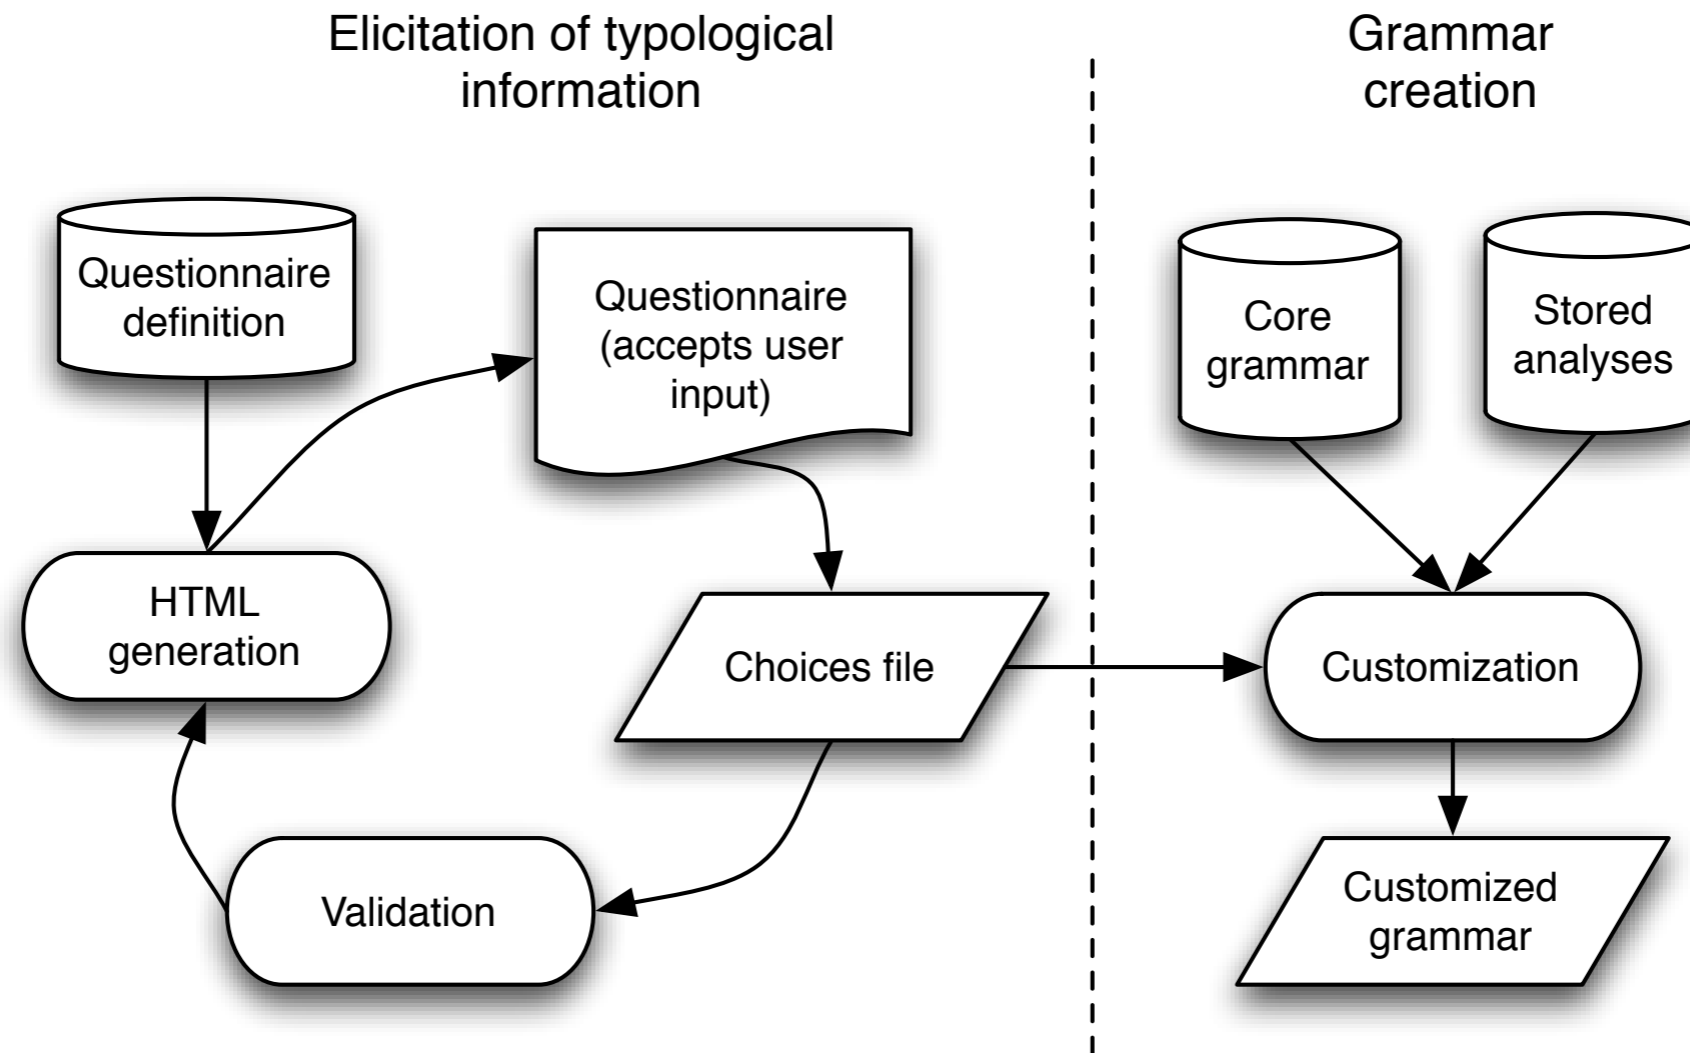 Elicitation of typological
information
Grammar
creation
Questionnaire
definition
Questionnaire
(accepts user
input)
Core
grammar
Stored
analyses
HTML
generation
Choices file
Customization
Validation
Customized
grammar